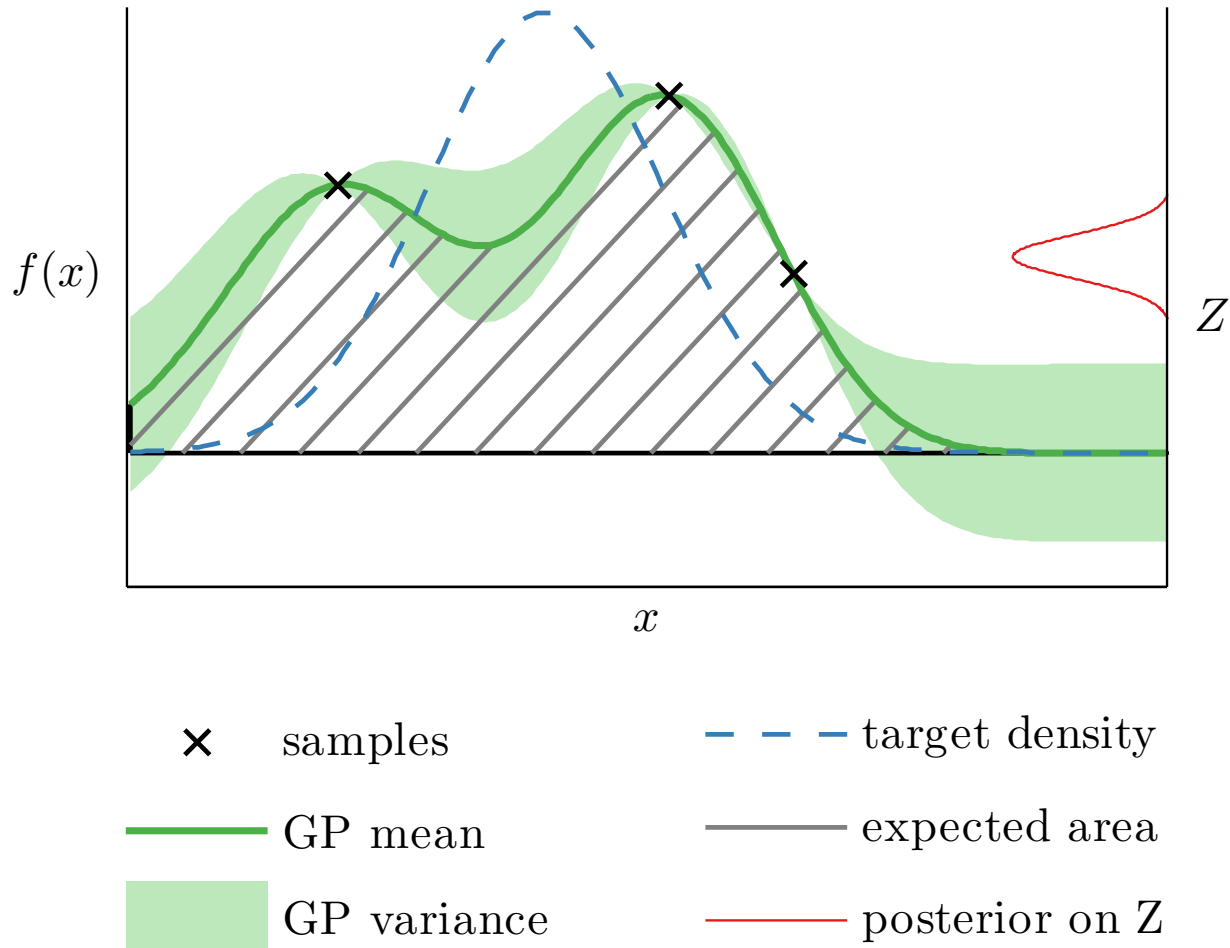 f(x)
Z
x
samples
target density
GP mean
expected area
GP variance
posterior on Z